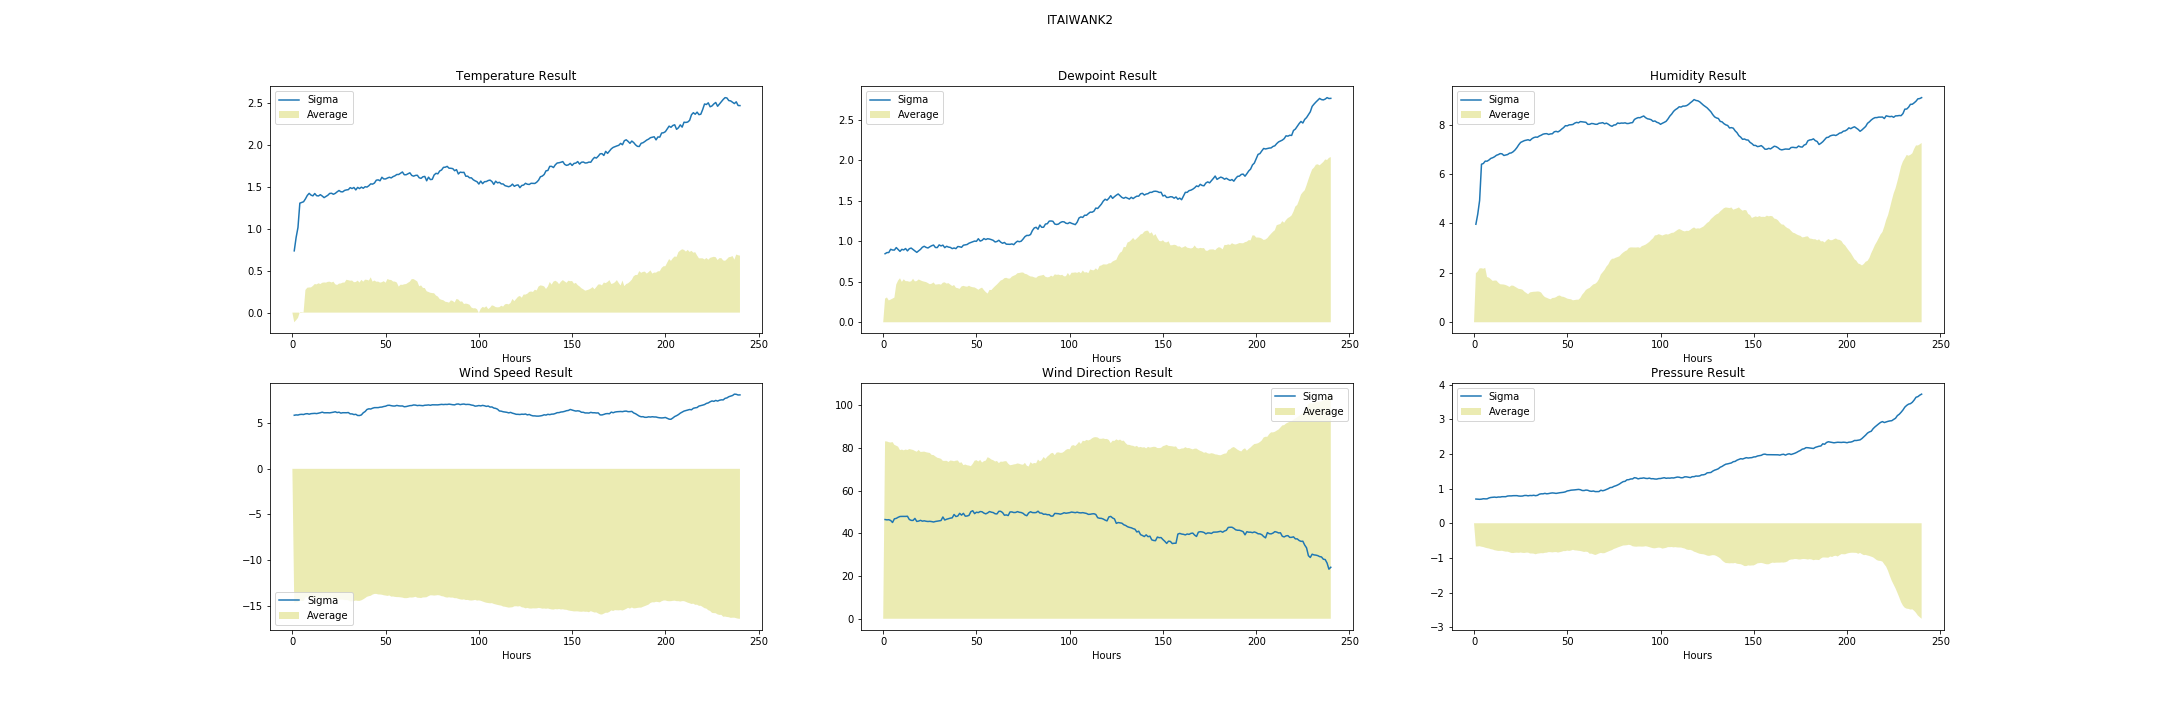 ITAIWANK2
Temperature Result
Sigma
Average
2.5
2.0
1.5
1.0
0.5
0.0
0 50 100 150 200 250
Hours
Dewpoint Result
Sigma
Average
2.5
2.0
1.5
1.0
0.5
0.0
0 50 100 150 200 250
Hours
Humidity Result
Sigma
Average
8
6
4
2
0
0 50 100 150 200 250
Hours
Wind Speed Result
5
0
−5
−10
−15
Sigma
Average
0 50 100 150 200 250
Hours
Wind Direction Result
Sigma
Average
100
80
60
40
20
0
0 50 100 150 200 250
Hours
Pressure Result
Sigma
Average
4
3
2
1
0
−1
−2
−3
0 50 100 150 200 250
Hours